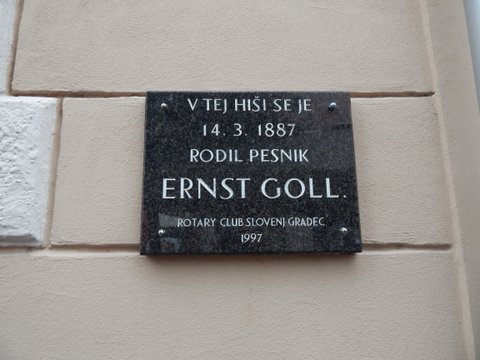 V TEJ HIŠI SE JE
14. 3. 1887
RODIL PESNIK
ERNST GOLL.
ROTARY CLUB SLOVENJ GRADEC
1997